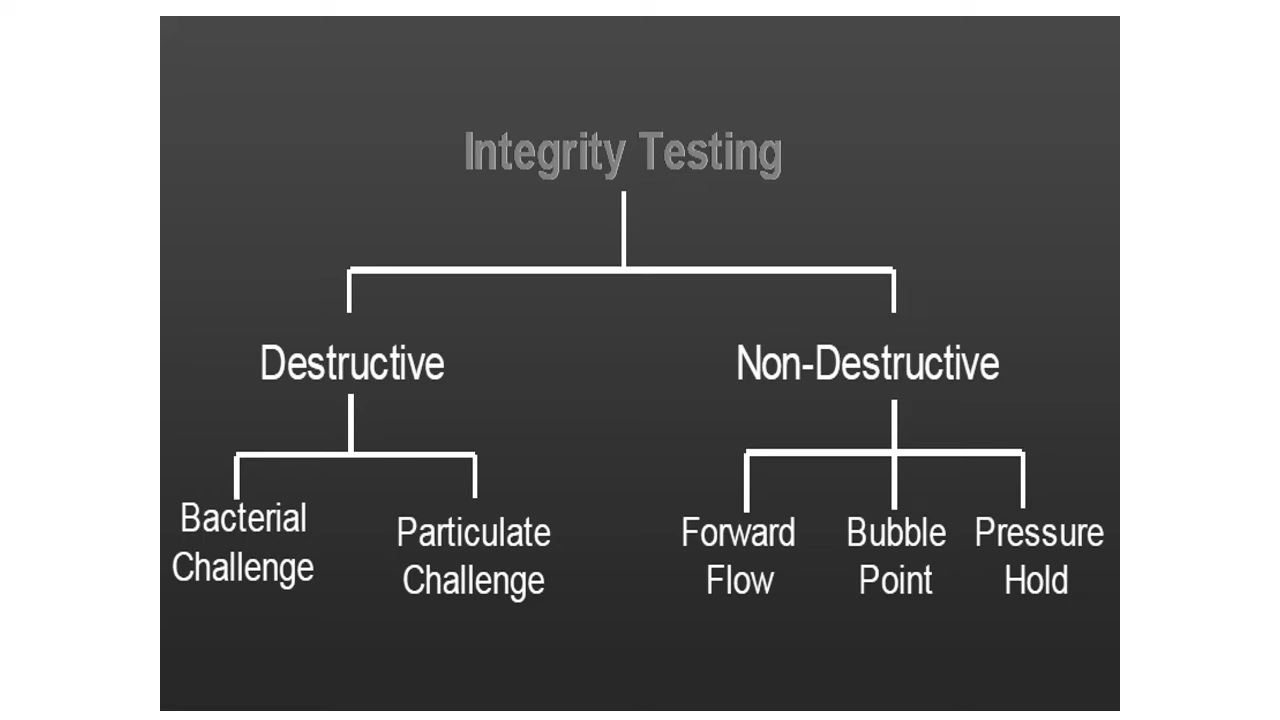 Integrity Testing
Destructive
Non-Destructive
Bacterial
Challenge
Particulate
Challenge
Forward
Flow
Bubble
Point
Pressure
Hold